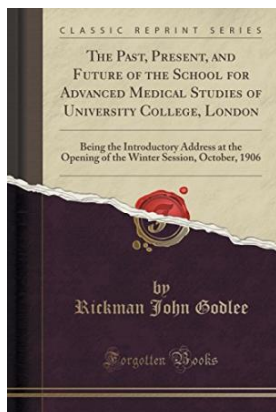 CLASSIC REPRINT SERIES
THE PAST, PRESENT, AND
FUTURE OF THE SCHOOL FOR
ADVANCED MEDICAL STUDIES OF
UNIVERSITY COLLEGE, LONDON
Being the Introductory Address at the
Opening of the Winter Session, October, 1906
by
Rickman John Godlee
Forgotten Books